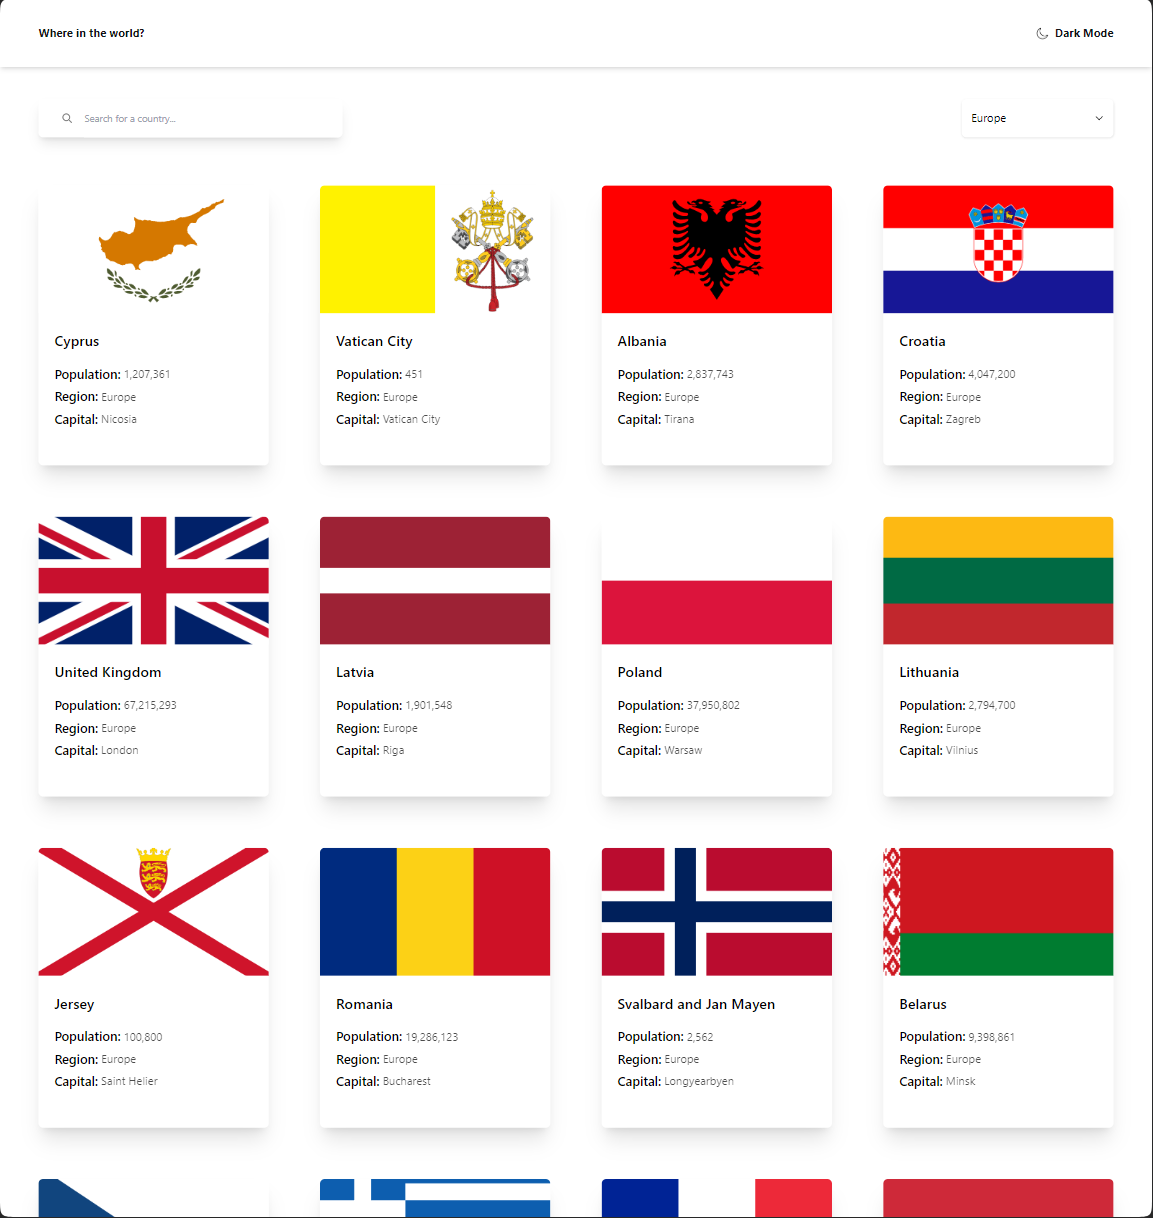 Where in the world?
Dark Mode
Search for a country...
Europe
Cyprus
Population: 1,207,361
Region: Europe
Capital: Nicosia
Vatican City
Population: 451
Region: Europe
Capital: Vatican City
Albania
Population: 2,837,743
Region: Europe
Capital: Tirana
Croatia
Population: 4,047,200
Region: Europe
Capital: Zagreb
United Kingdom
Population: 67,215,293
Region: Europe
Capital: London
Latvia
Population: 1,901,548
Region: Europe
Capital: Riga
Poland
Population: 37,950,802
Region: Europe
Capital: Warsaw
Lithuania
Population: 2,794,700
Region: Europe
Capital: Vilnius
Jersey
Population: 100,800
Region: Europe
Capital: Saint Helier
Romania
Population: 19,286,123
Region: Europe
Capital: Bucharest
Svalbard and Jan Mayen
Population: 2,562
Region: Europe
Capital: Longyearbyen
Belarus
Population: 9,398,861
Region: Europe
Capital: Minsk